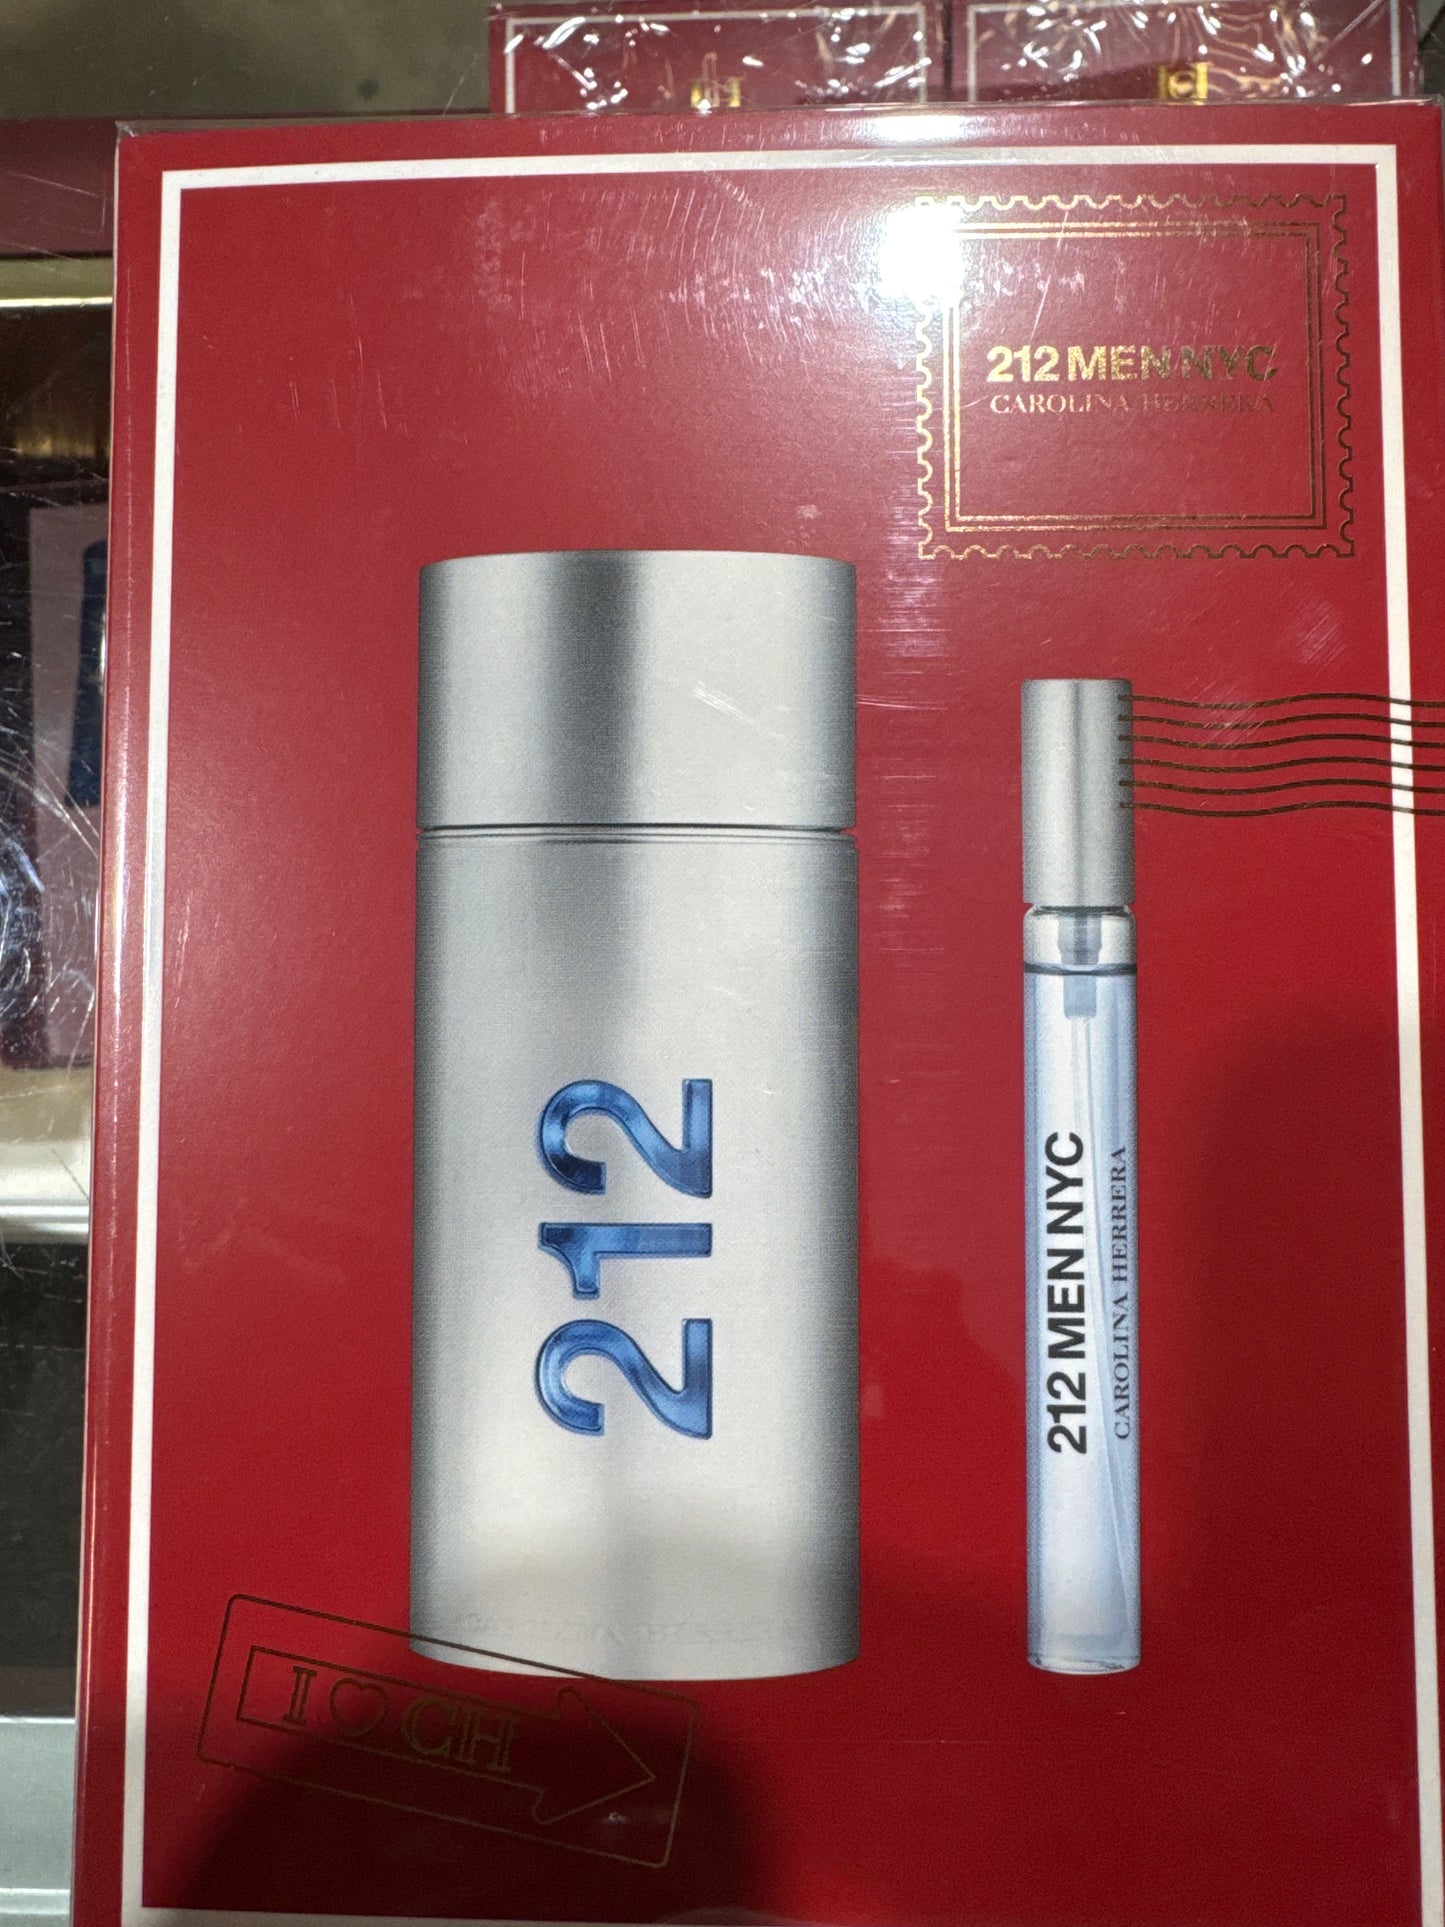 212 MEN NYC
CAROLINA HERRERA
212
212 MEN NYC
CAROLINA HERRERA
I ♡ CH